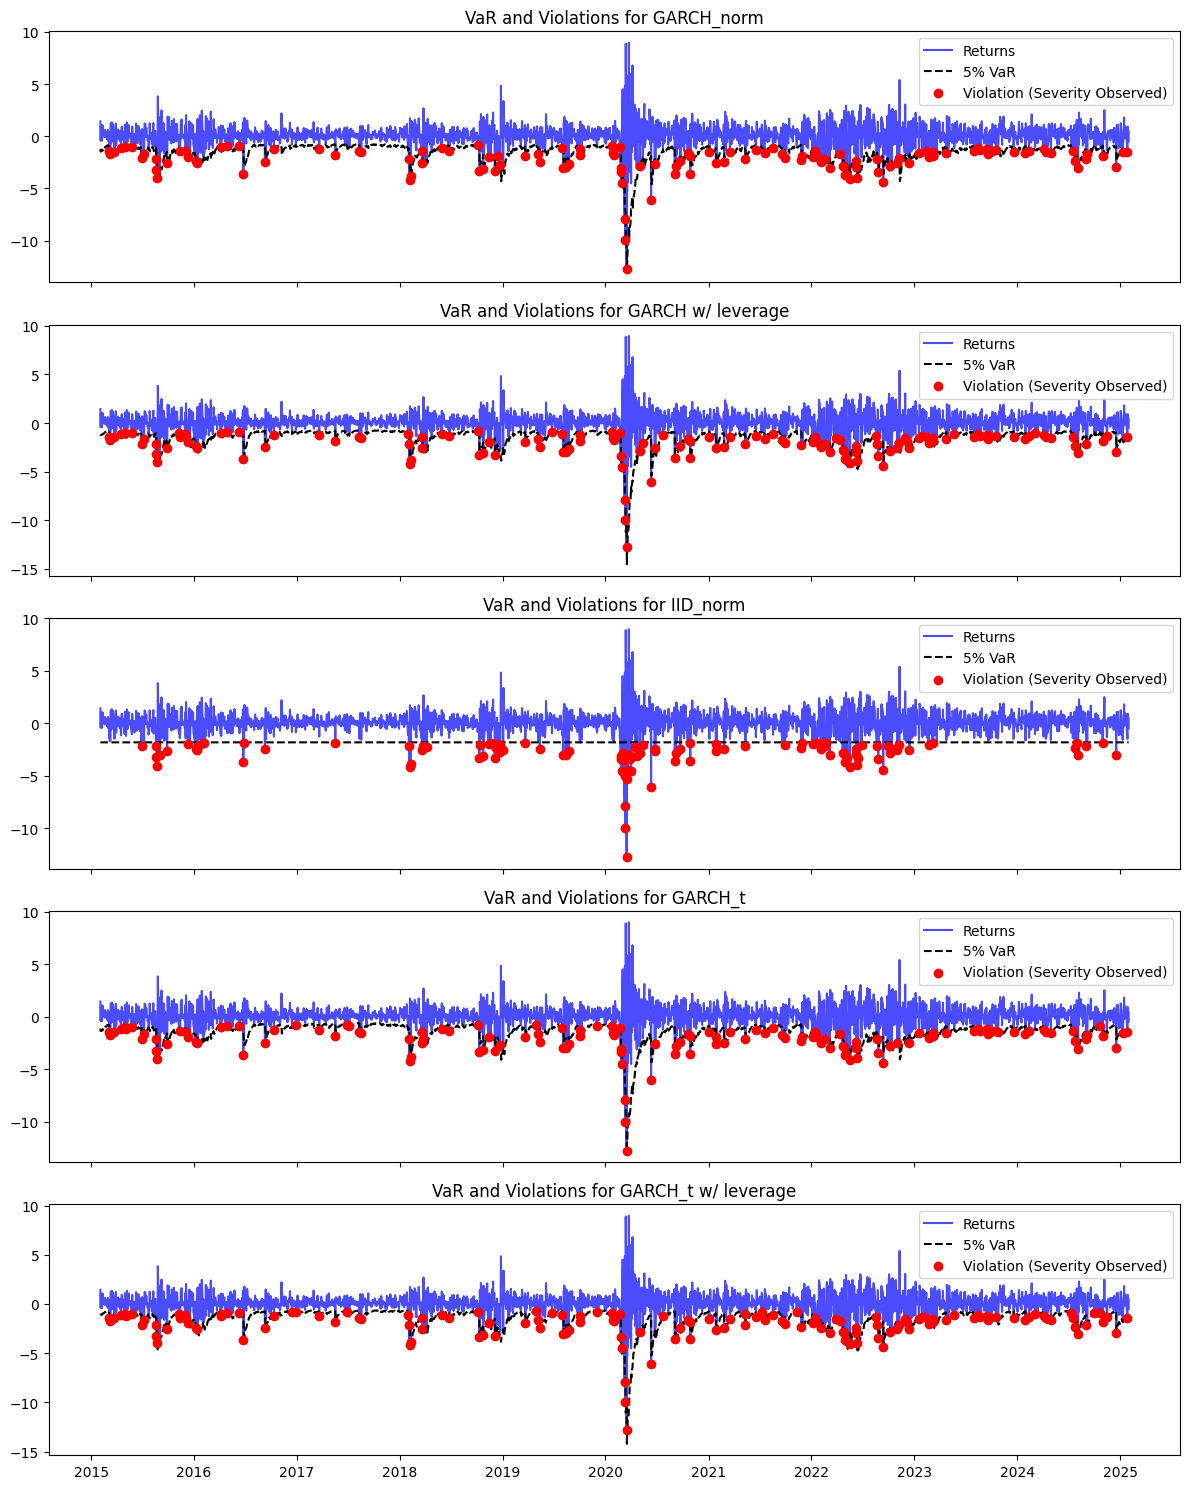 VaR and Violations for GARCH_norm
10
5
0
−5
−10
Returns
5% VaR
Violation (Severity Observed)
VaR and Violations for GARCH w/ leverage
10
5
0
−5
−10
−15
Returns
5% VaR
Violation (Severity Observed)
VaR and Violations for IID_norm
10
5
0
−5
−10
Returns
5% VaR
Violation (Severity Observed)
VaR and Violations for GARCH_t
10
5
0
−5
−10
Returns
5% VaR
Violation (Severity Observed)
VaR and Violations for GARCH_t w/ leverage
10
5
0
−5
−10
−15
Returns
5% VaR
Violation (Severity Observed)
2015 2016 2017 2018 2019 2020 2021 2022 2023 2024 2025